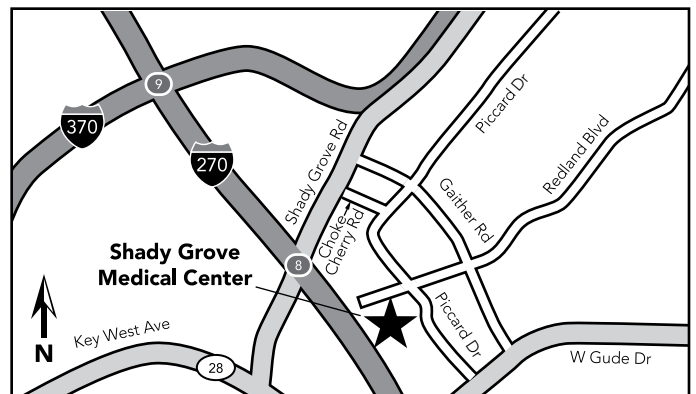 9
370
270
Piccard Dr
Redland Blvd
Shady Grove Rd
Gaither Rd
Choke
Cherry Rd
Shady Grove
Medical Center
8
Piccard Dr
N
Key West Ave
28
W Gude Dr